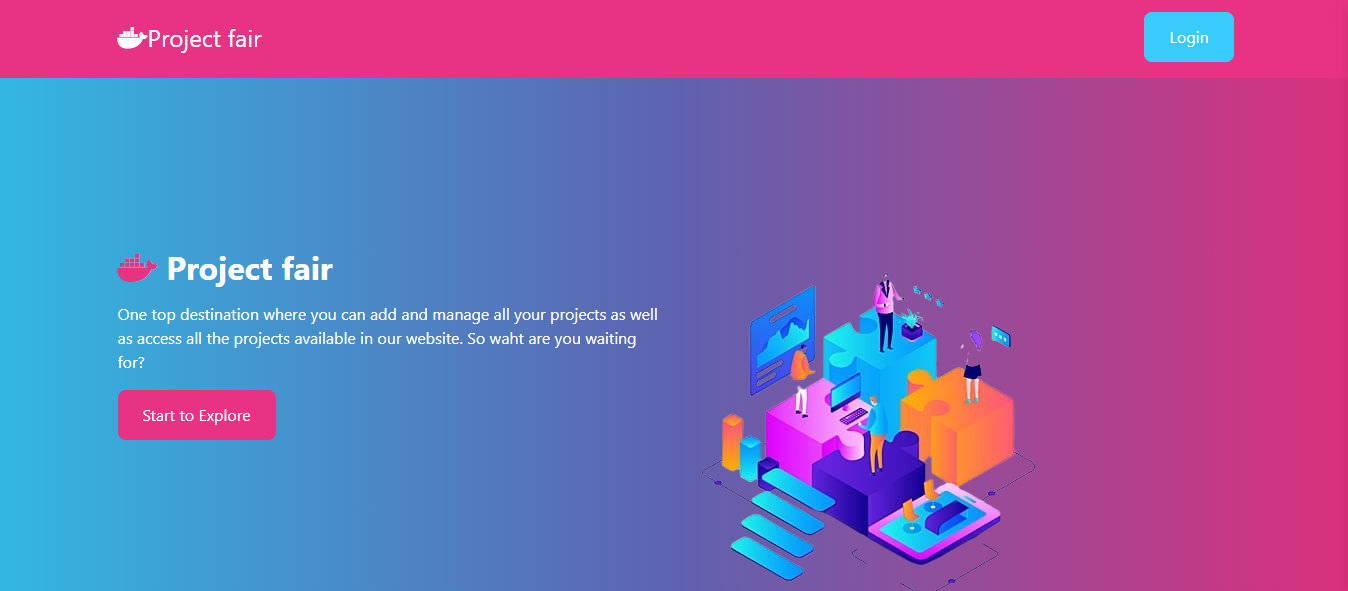 Project fair
Login
Project fair
One top destination where you can add and manage all your projects as well
as access all the projects available in our website. So waht are you waiting
for?
Start to Explore